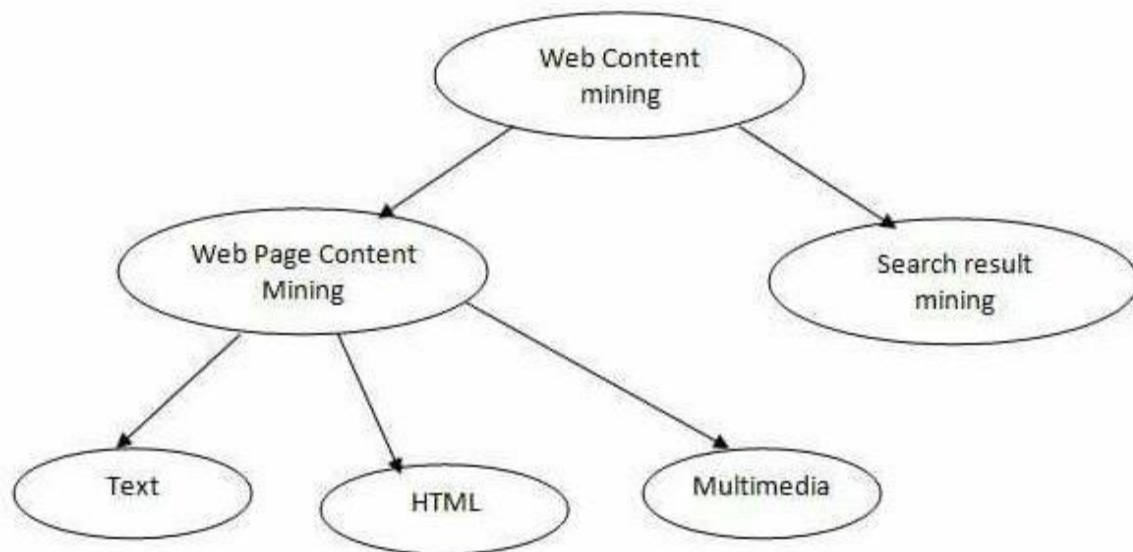 Web Content
mining
Web Page Content
Mining
Search result
mining
Text
HTML
Multimedia